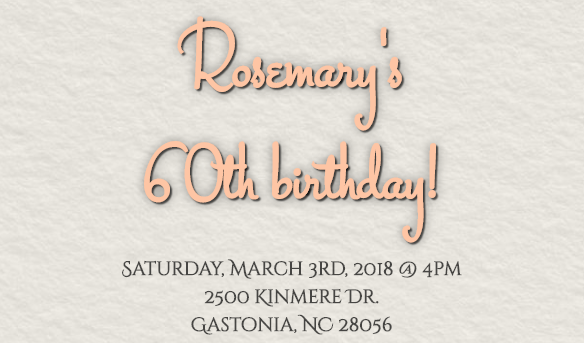 Rosemary's
60th birthday!
Saturday, March 3rd, 2018 @ 4PM
2500 Kinmere Dr.
Gastonia, NC 28056